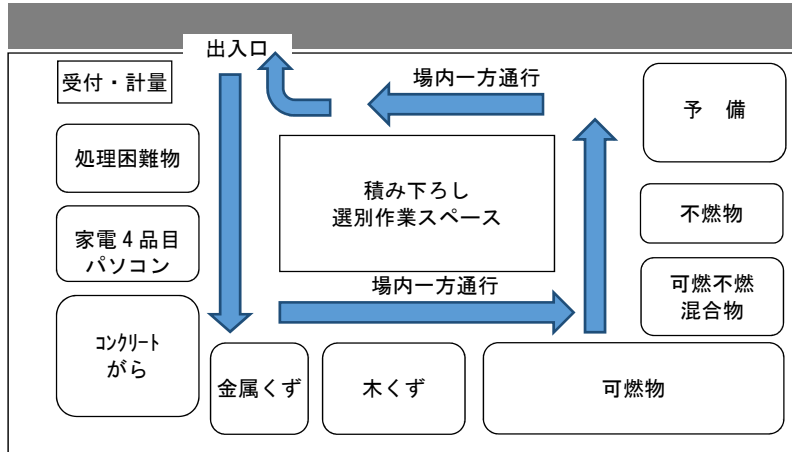 出入口
受付・計量
場内一方通行
予　備
処理困難物
積み下ろし
選別作業スペース
不燃物
家電４品目
パソコン
場内一方通行
可燃不燃
混合物
ｺﾝｸﾘｰﾄ
がら
金属くず
木くず
可燃物